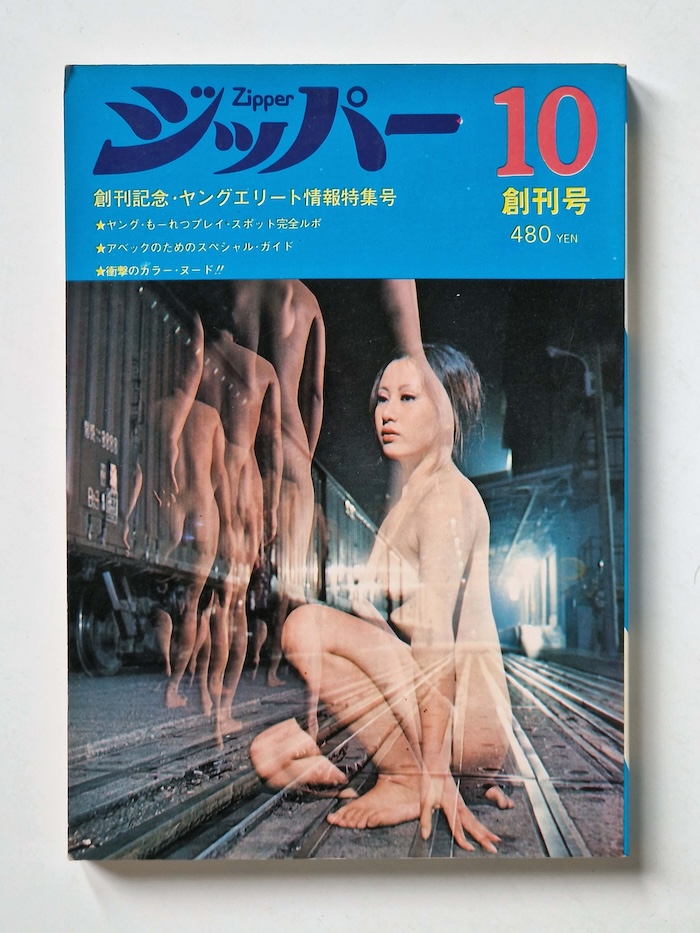 Zipper
ジッパー
10
創刊号
480 YEN
創刊記念・ヤングエリート情報特集号
★ヤング・もーれつプレイ・スポット完全ルポ
★アベックのためのスペシャル・ガイド
★衝撃のカラー・ヌード!!